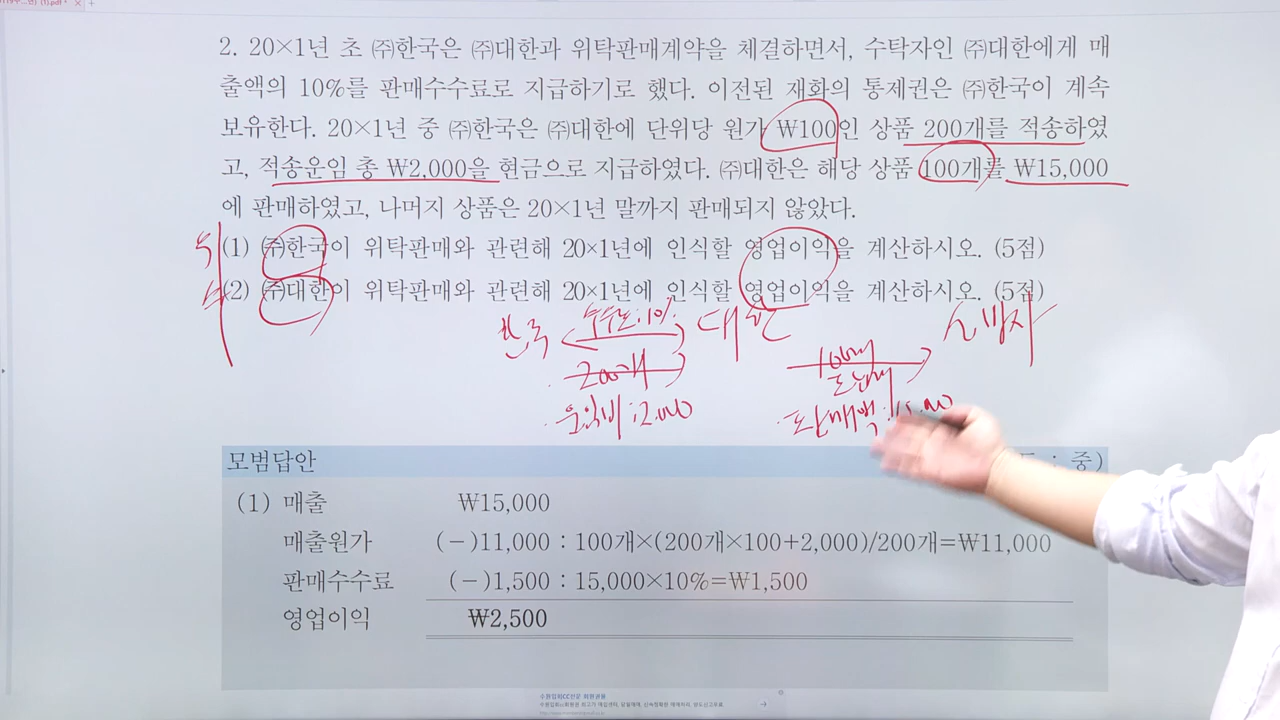 2. 20×1년 초 ㈜한국은 ㈜대한과 위탁판매계약을 체결하면서, 수탁자인 ㈜대한에게 매
출액의 10%를 판매수수료로 지급하기로 했다. 이전된 재화의 통제권은 ㈜한국이 계속
보유한다. 20×1년 중 ㈜한국은 ㈜대한에 단위당 원가 ₩100인 상품 200개를 적송하였
고, 적송운임 총 ₩2,000을 현금으로 지급하였다. ㈜대한은 해당 상품 100개를 ₩15,000
에 판매하였고, 나머지 상품은 20×1년 말까지 판매되지 않았다.
(1) ㈜한국이 위탁판매와 관련해 20×1년에 인식할 영업이익을 계산하시오. (5점)
(2) ㈜대한이 위탁판매와 관련해 20×1년에 인식할 영업이익을 계산하시오. (5점)
한국 수수료:10% 대한 소비자
200개 100개
운임비:2,000 판매액:
모범답안 : 중)
(1) 매출 ₩15,000
매출원가 (-)11,000 : 100개×(200개×100+2,000)/200개=₩11,000
판매수수료 (-)1,500 : 15,000×10%=₩1,500
영업이익 ₩2,500